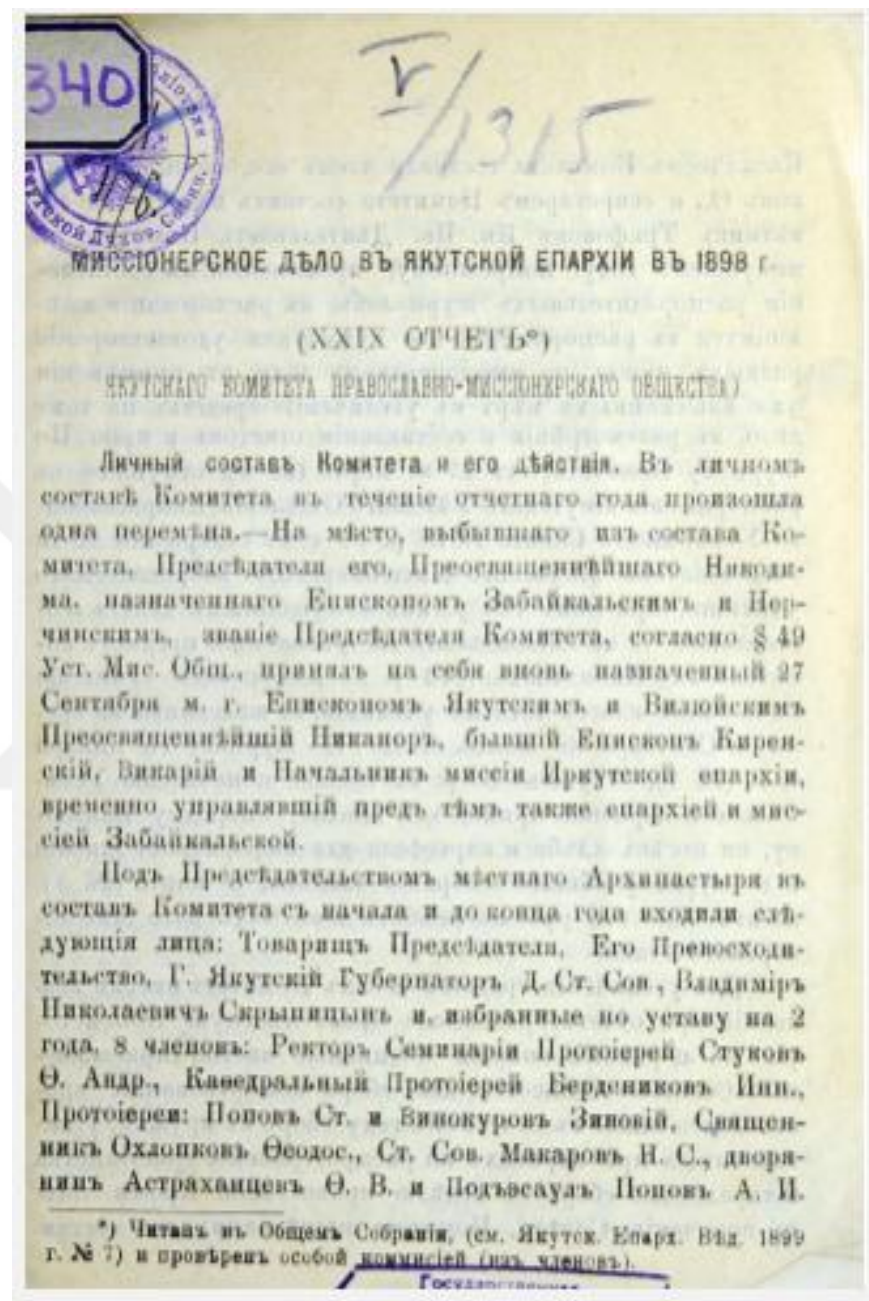 340
V/1315
МИССІОНЕРСКОЕ ДѢЛО ВЪ ЯКУТСКОЙ ЕПАРХІИ ВЪ 1898 г.
(XXIX ОТЧЕТЪ*)
ЯКУТСКАГО КОМИТЕТА ПРАВОСЛАВНО-МИССІОНЕРСКАГО ОБЩЕСТВА)
Личный составъ Комитета и его дѣйствія. Въ личномъ
составѣ Комитета въ теченіе отчетнаго года произошла
одна перемѣна.—На мѣсто, выбывшаго изъ состава Ко-
митета, Предсѣдателя его, Преосвященнѣйшаго Никоди-
ма, назначеннаго Епископомъ Забайкальскимъ и Нер-
чинскимъ, званіе Предсѣдателя Комитета, согласно § 49
Уст. Мис. Общ., принялъ на себя вновь назначенный 27
Сентября м. г. Епископомъ Якутскимъ и Вилюйскимъ
Преосвященнѣйшій Никаноръ, бывшій Епископъ Кирен-
скій, Викарій и Начальникъ миссіи Иркутской епархіи,
временно управлявшій предъ тѣмъ также епархіей и мис-
сіей Забайкальской.
Подъ Предсѣдательствомъ мѣстнаго Архипастыря въ
составъ Комитета съ начала и до конца года входили слѣ-
дующія лица: Товарищъ Предсѣдателя, Его Превосходи-
тельство, Г. Якутскій Губернаторъ Д. Ст. Сов., Владиміръ
Николаевичъ Скрыпицынъ и, избранные по уставу на 2
года, 8 членовъ: Ректоръ Семинаріи Протоіерей Стуковъ
Ѳ. Андр., Каѳедральный Протоіерей Берденниковъ Инн.,
Протоіереи: Поповъ Ст. и Винокуровъ Зиновій, Священ-
никъ Охлопковъ Ѳеодос., Ст. Сов. Макаровъ Н. С., дворя-
нинъ Астраханцевъ Ѳ. В. и Подъэсаулъ Поповъ А. И.
*) Читанъ въ Общемъ Собраніи, (см. Якутск. Епарх. Вѣд. 1899
г. № 7) и провѣренъ особой коммисіей (изъ членовъ).
Государственная